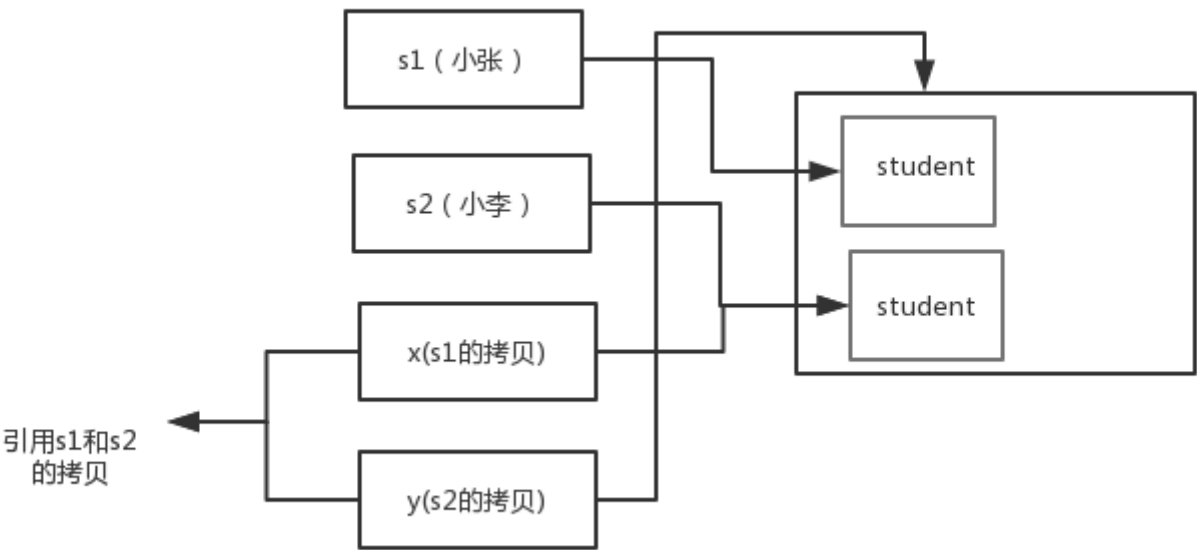 s1（小张）
student
s2（小李）
student
x(s1的拷贝)
引用s1和s2
的拷贝
y(s2的拷贝)